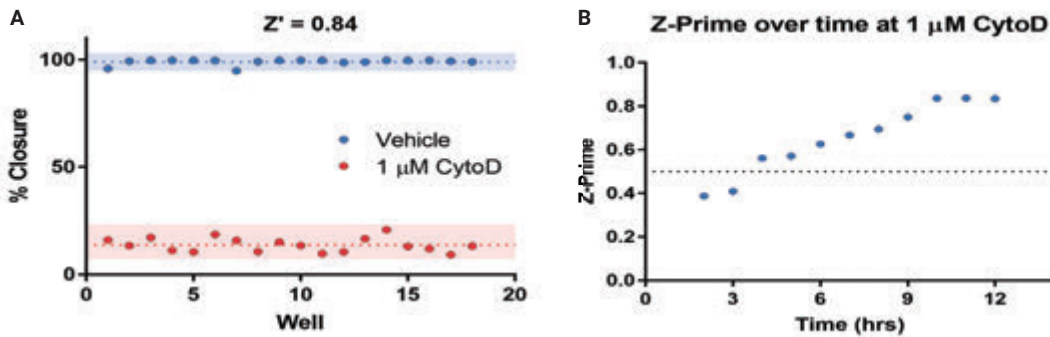 A
Z' = 0.84
% Closure
100
50
0
Vehicle
1 μM CytoD
0
5
10
15
20
Well
B
Z-Prime over time at 1 μM CytoD
Z-Prime
1.0
0.8
0.6
0.4
0.2
0.0
0
3
6
9
12
Time (hrs)